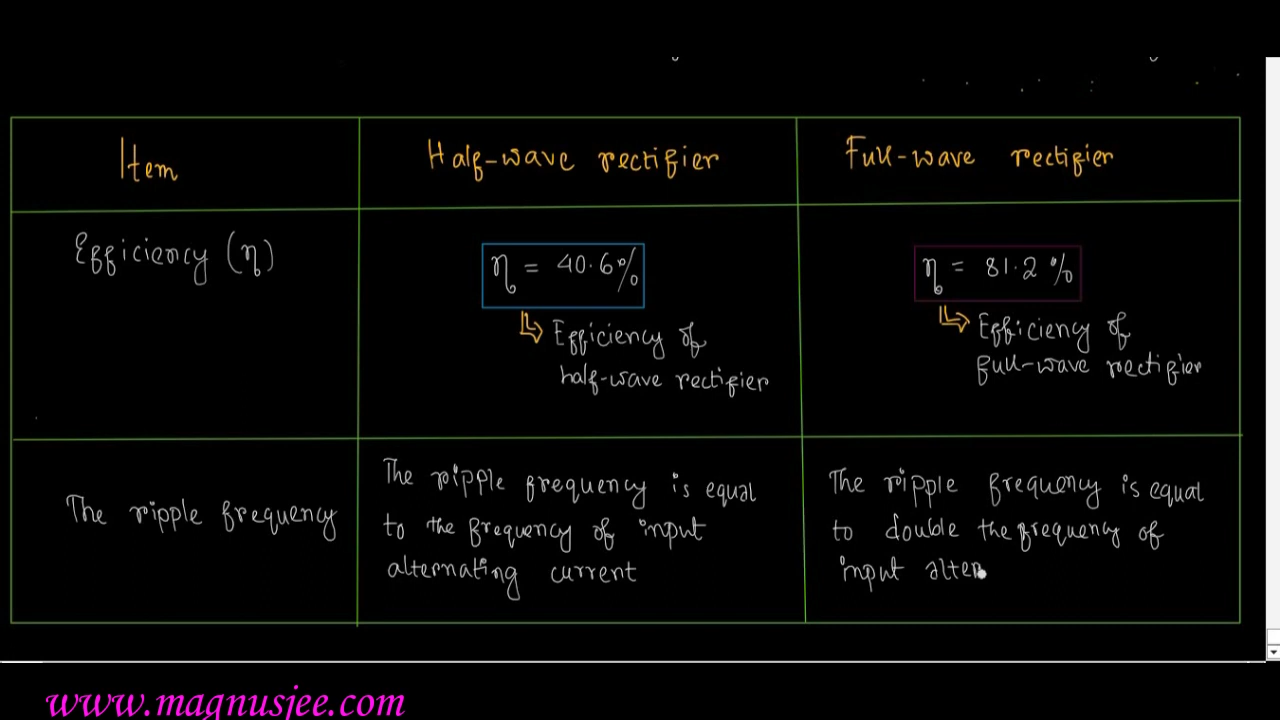 Item
Half-wave rectifier
Full-wave rectifier
Efficiency (η)
η = 40.6%
Efficiency of
half-wave rectifier
η = 81.2 %
Efficiency of
full-wave rectifier
The ripple frequency
The ripple frequency is equal
to the frequency of input
alternating current
The ripple frequency is equal
to double the frequency of
input alter
www.magnusjee.com